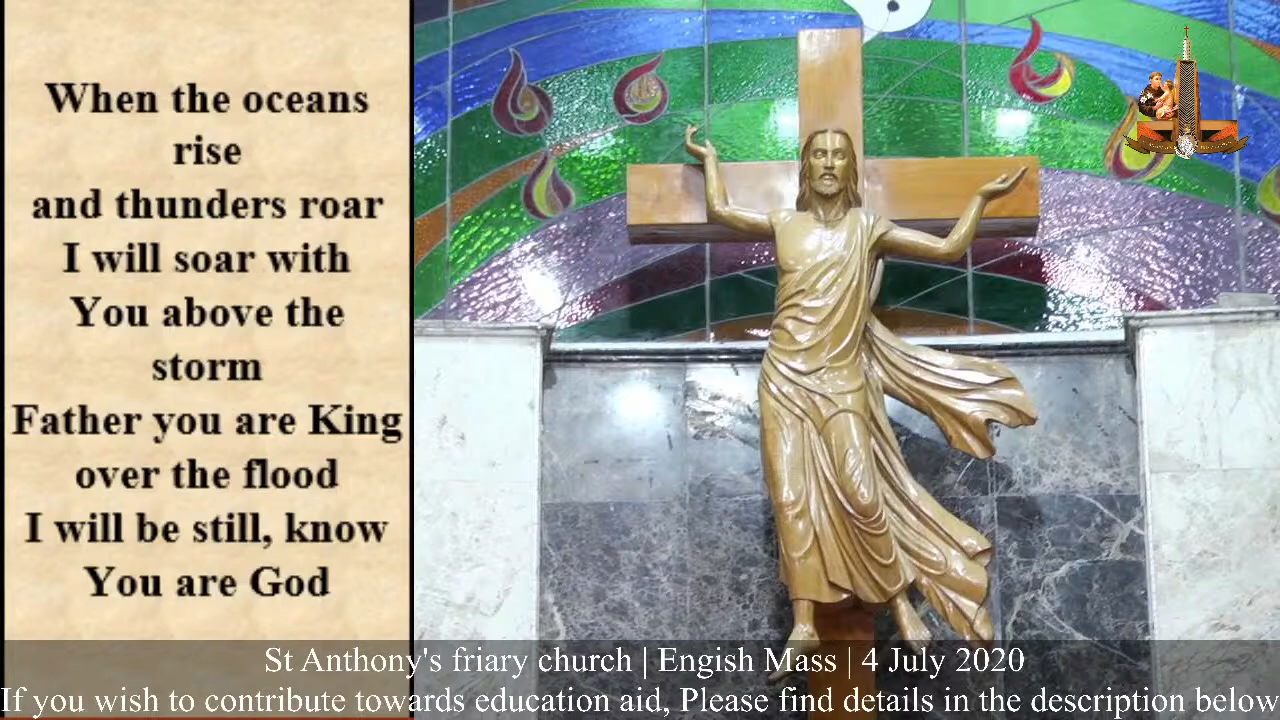 When the oceans
rise
and thunders roar
I will soar with
You above the
storm
Father you are King
over the flood
I will be still, know
You are God
St Anthony's friary church | Engish Mass | 4 July 2020
If you wish to contribute towards education aid, Please find details in the description below